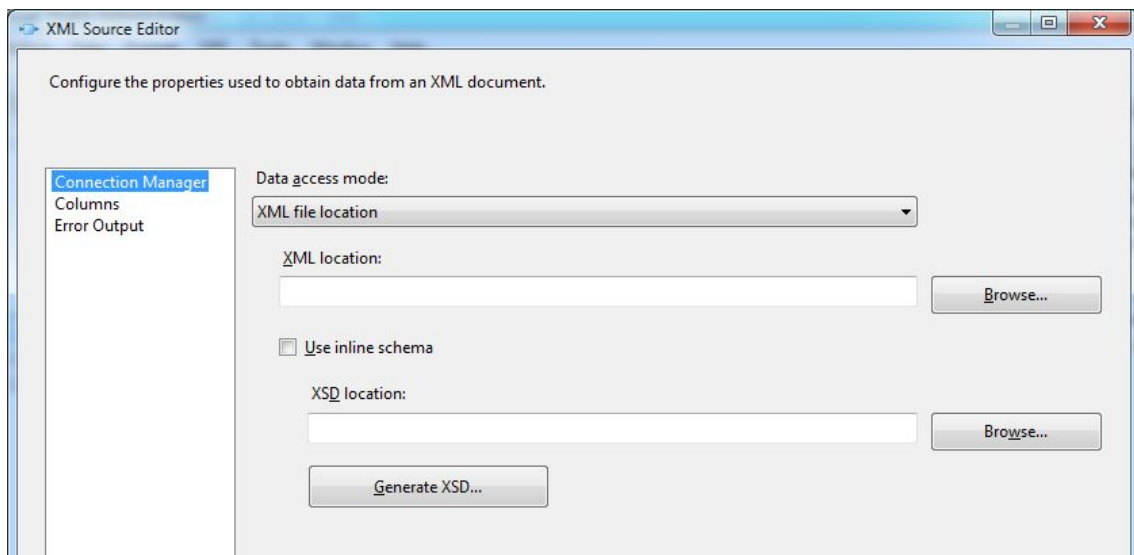 XML Source Editor
Configure the properties used to obtain data from an XML document.
Connection Manager
Columns
Error Output
Data access mode:
XML file location
XML location:
Browse...
Use inline schema
XSD location:
Browse...
Generate XSD...